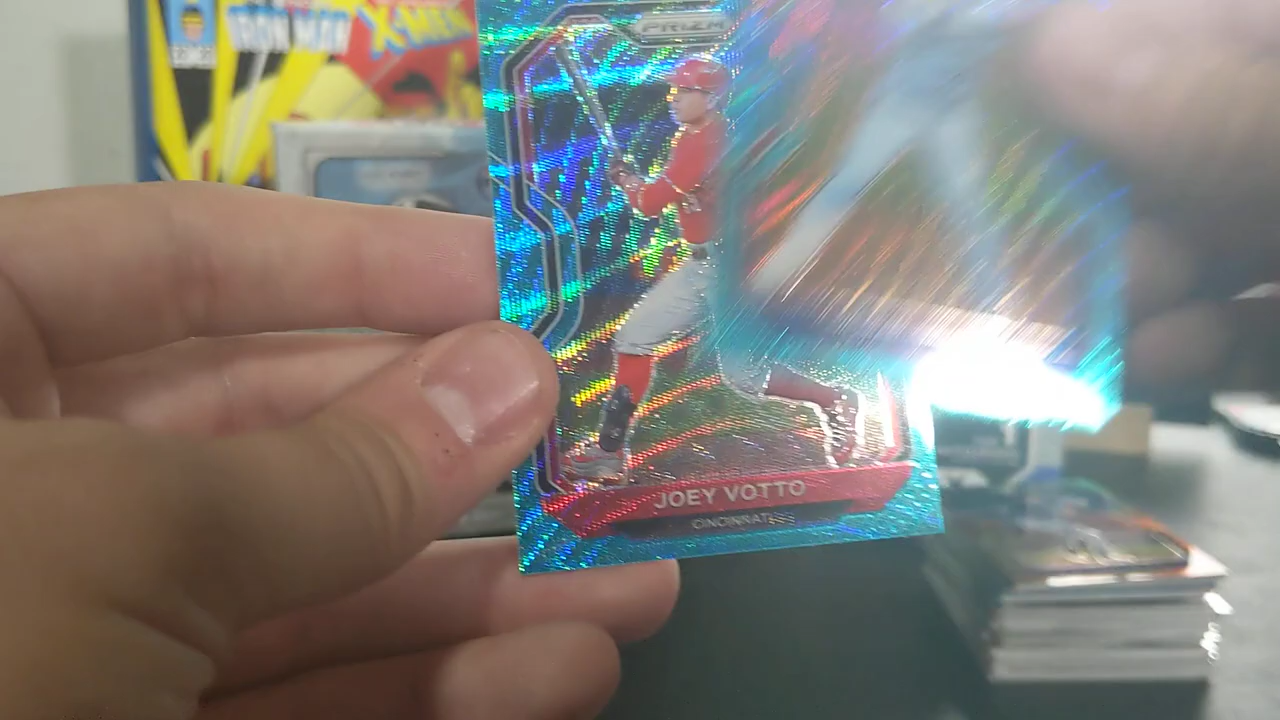 IRON MAN
X-MEN
PRIZM
JOEY VOTTO
CINCINNATI